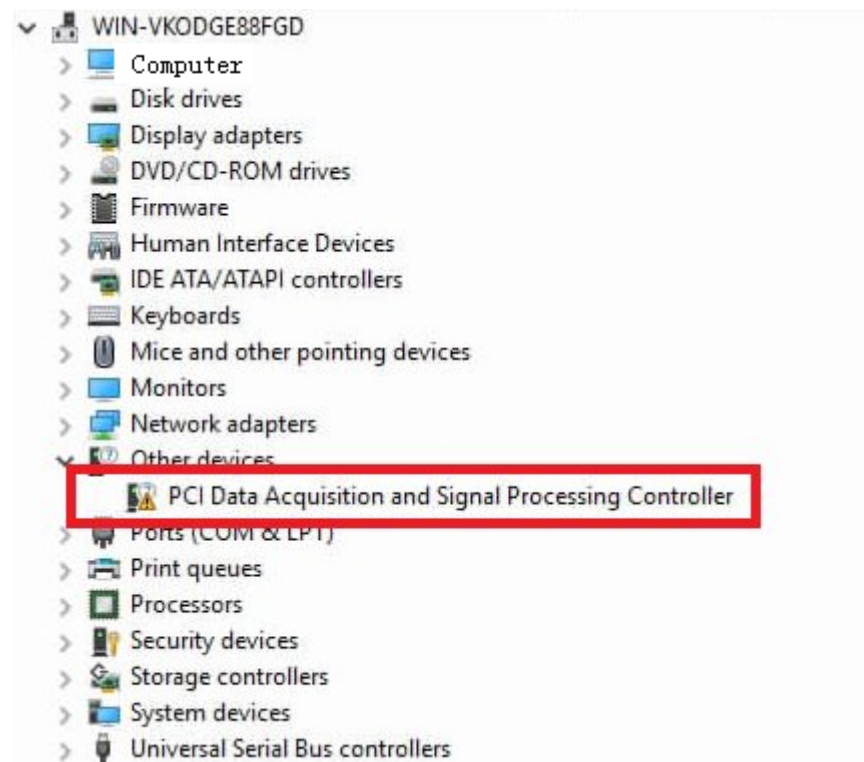 WIN-VKODGE88FGD
Computer
Disk drives
Display adapters
DVD/CD-ROM drives
Firmware
Human Interface Devices
IDE ATA/ATAPI controllers
Keyboards
Mice and other pointing devices
Monitors
Network adapters
Other devices
PCI Data Acquisition and Signal Processing Controller
Ports (COM & LPT)
Print queues
Processors
Security devices
Storage controllers
System devices
Universal Serial Bus controllers